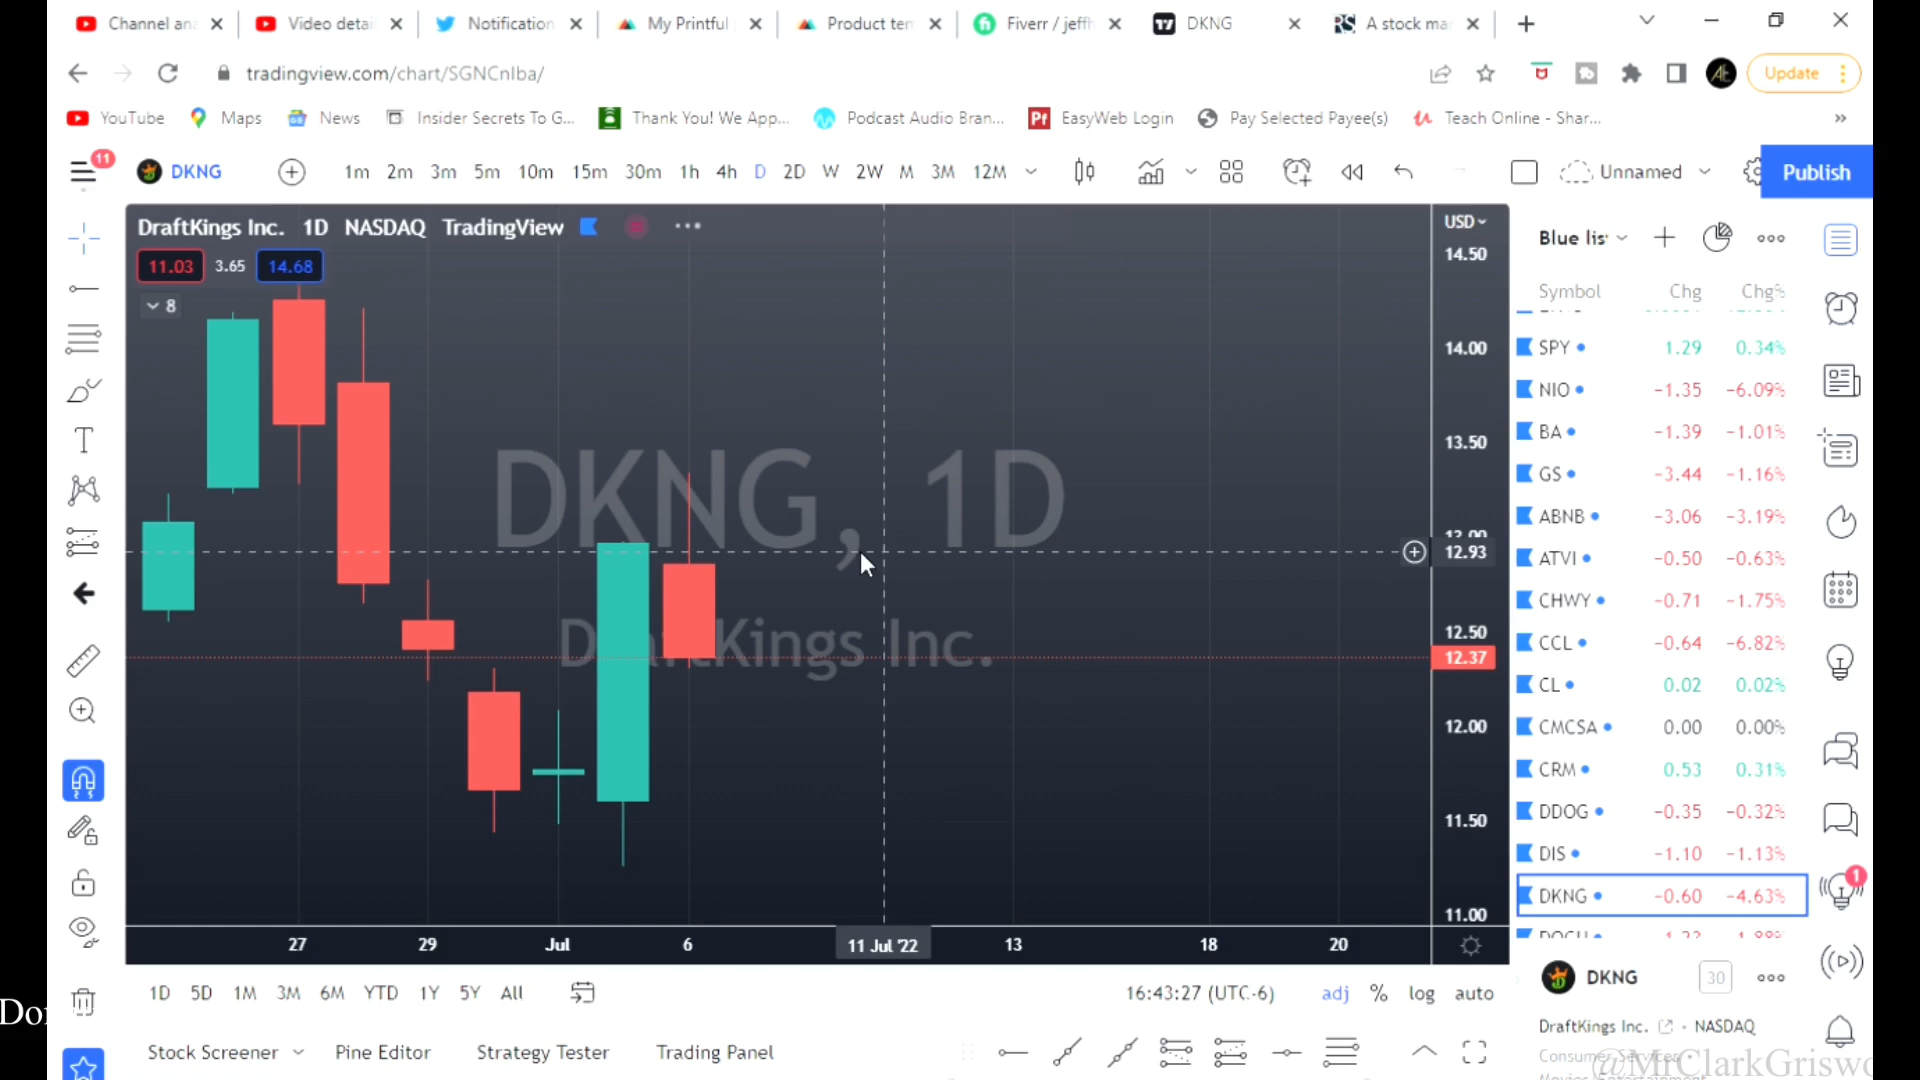 Channel an
Video detail
Notification
My Printful
Product tem
Fiverr / jeffh
DKNG
A stock mar
tradingview.com/chart/SGNCnIba/
Update
YouTube
Maps
News
Insider Secrets To G...
Thank You! We App...
Podcast Audio Bran...
EasyWeb Login
Pay Selected Payee(s)
Teach Online - Shar...
11
DKNG
1m 2m 3m 5m 10m 15m 30m 1h 4h D 2D W 2W M 3M 12M
Unnamed
Publish
DraftKings Inc. 1D NASDAQ TradingView
11.03 3.65 14.68
8
DKNG, 1D
DraftKings Inc.
USD
14.50
14.00
13.50
12.93
12.50
12.37
12.00
11.50
11.00
27 29 Jul 6 11 Jul '22 13 18 20
Blue lis
Symbol Chg Chg%
SPY 1.29 0.34%
NIO −1.35 −6.09%
BA −1.39 −1.01%
GS −3.44 −1.16%
ABNB −3.06 −3.19%
ATVI −0.50 −0.63%
CHWY −0.71 −1.75%
CCL −0.64 −6.82%
CL 0.02 0.02%
CMCSA 0.00 0.00%
CRM 0.53 0.31%
DDOG −0.35 −0.32%
DIS −1.10 −1.13%
DKNG −0.60 −4.63%
1
DKNG
30
DraftKings Inc. • NASDAQ
Consumer Services
@MrClarkGriswo
1D 5D 1M 3M 6M YTD 1Y 5Y All
16:43:27 (UTC-6)
adj % log auto
Stock Screener
Pine Editor
Strategy Tester
Trading Panel